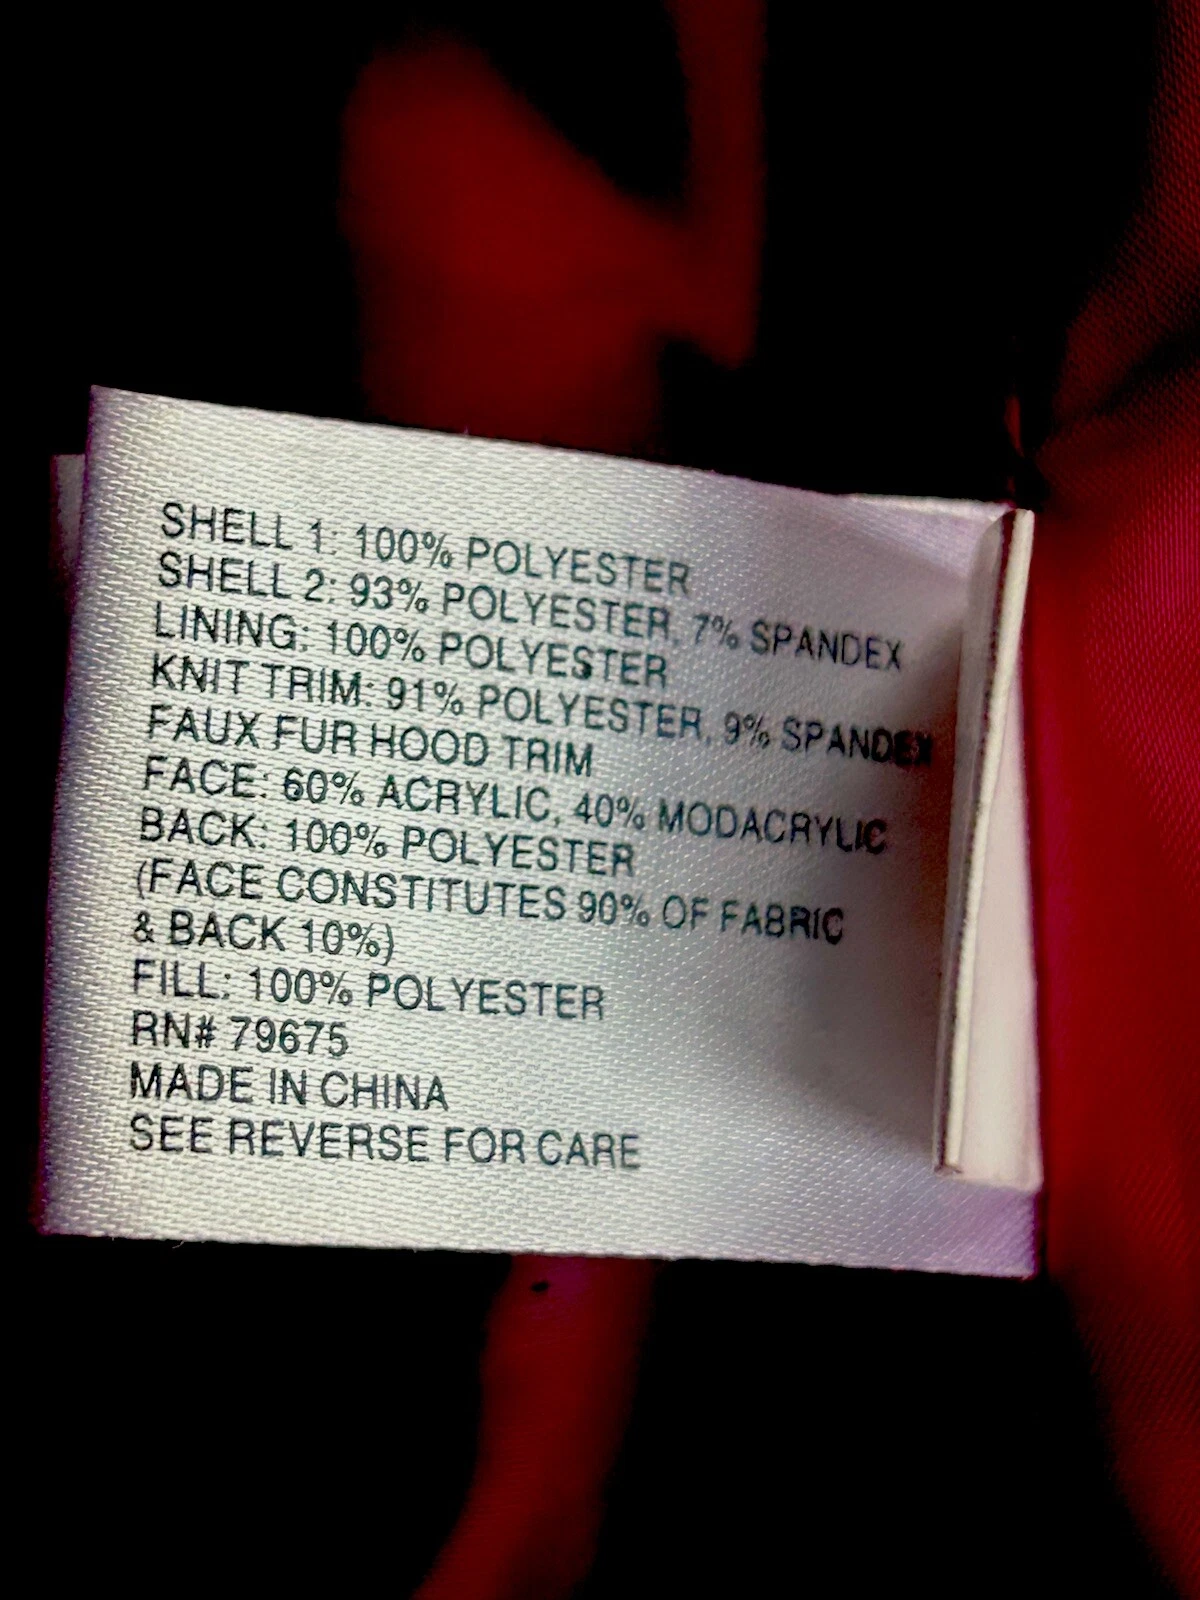 SHELL 1: 100% POLYESTER
SHELL 2: 93% POLYESTER, 7% SPANDEX
LINING: 100% POLYESTER
KNIT TRIM: 91% POLYESTER, 9% SPANDEX
FAUX FUR HOOD TRIM
FACE: 60% ACRYLIC, 40% MODACRYLIC
BACK: 100% POLYESTER
(FACE CONSTITUTES 90% OF FABRIC
& BACK 10%)
FILL: 100% POLYESTER
RN# 79675
MADE IN CHINA
SEE REVERSE FOR CARE